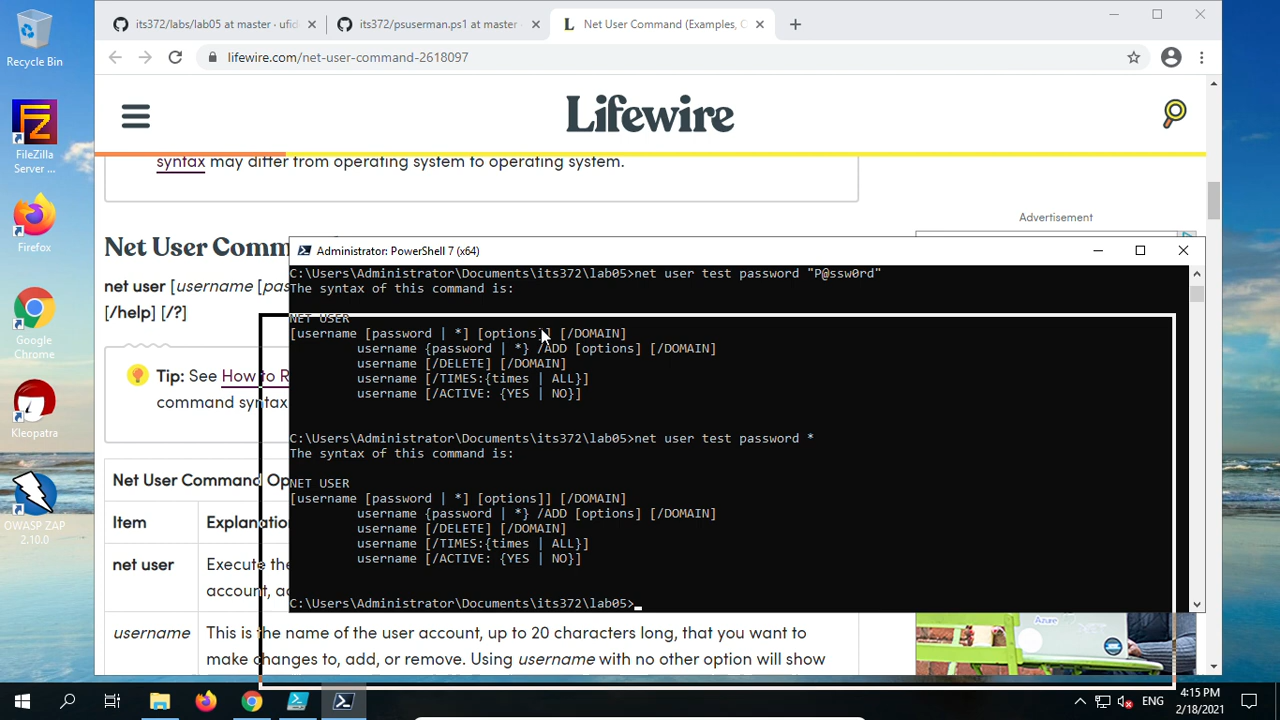 Recycle Bin
FileZilla
Server ...
Firefox
Google
Chrome
Kleopatra
OWASP ZAP
2.10.0
its372/labs/lab05 at master · ufid
its372/psuserman.ps1 at master
L Net User Command (Examples, O
lifewire.com/net-user-command-2618097
Lifewire
syntax may differ from operating system to operating system.
Advertisement
Net User Comm
net user [username [pas
[/help] [/?]
Tip: See How to R
command syntax
Net User Command Op
Item Explanation
net user Execute the
account, ad
username This is the name of the user account, up to 20 characters long, that you want to
make changes to, add, or remove. Using username with no other option will show
Administrator: PowerShell 7 (x64)
C:\Users\Administrator\Documents\its372\lab05>net user test password "P@ssw0rd"
The syntax of this command is:
NET USER
[username [password | *] [options]] [/DOMAIN]
username {password | *} /ADD [options] [/DOMAIN]
username [/DELETE] [/DOMAIN]
username [/TIMES:{times | ALL}]
username [/ACTIVE: {YES | NO}]
C:\Users\Administrator\Documents\its372\lab05>net user test password *
The syntax of this command is:
NET USER
[username [password | *] [options]] [/DOMAIN]
username {password | *} /ADD [options] [/DOMAIN]
username [/DELETE] [/DOMAIN]
username [/TIMES:{times | ALL}]
username [/ACTIVE: {YES | NO}]
C:\Users\Administrator\Documents\its372\lab05>
Azure
ENG
4:15 PM
2/18/2021